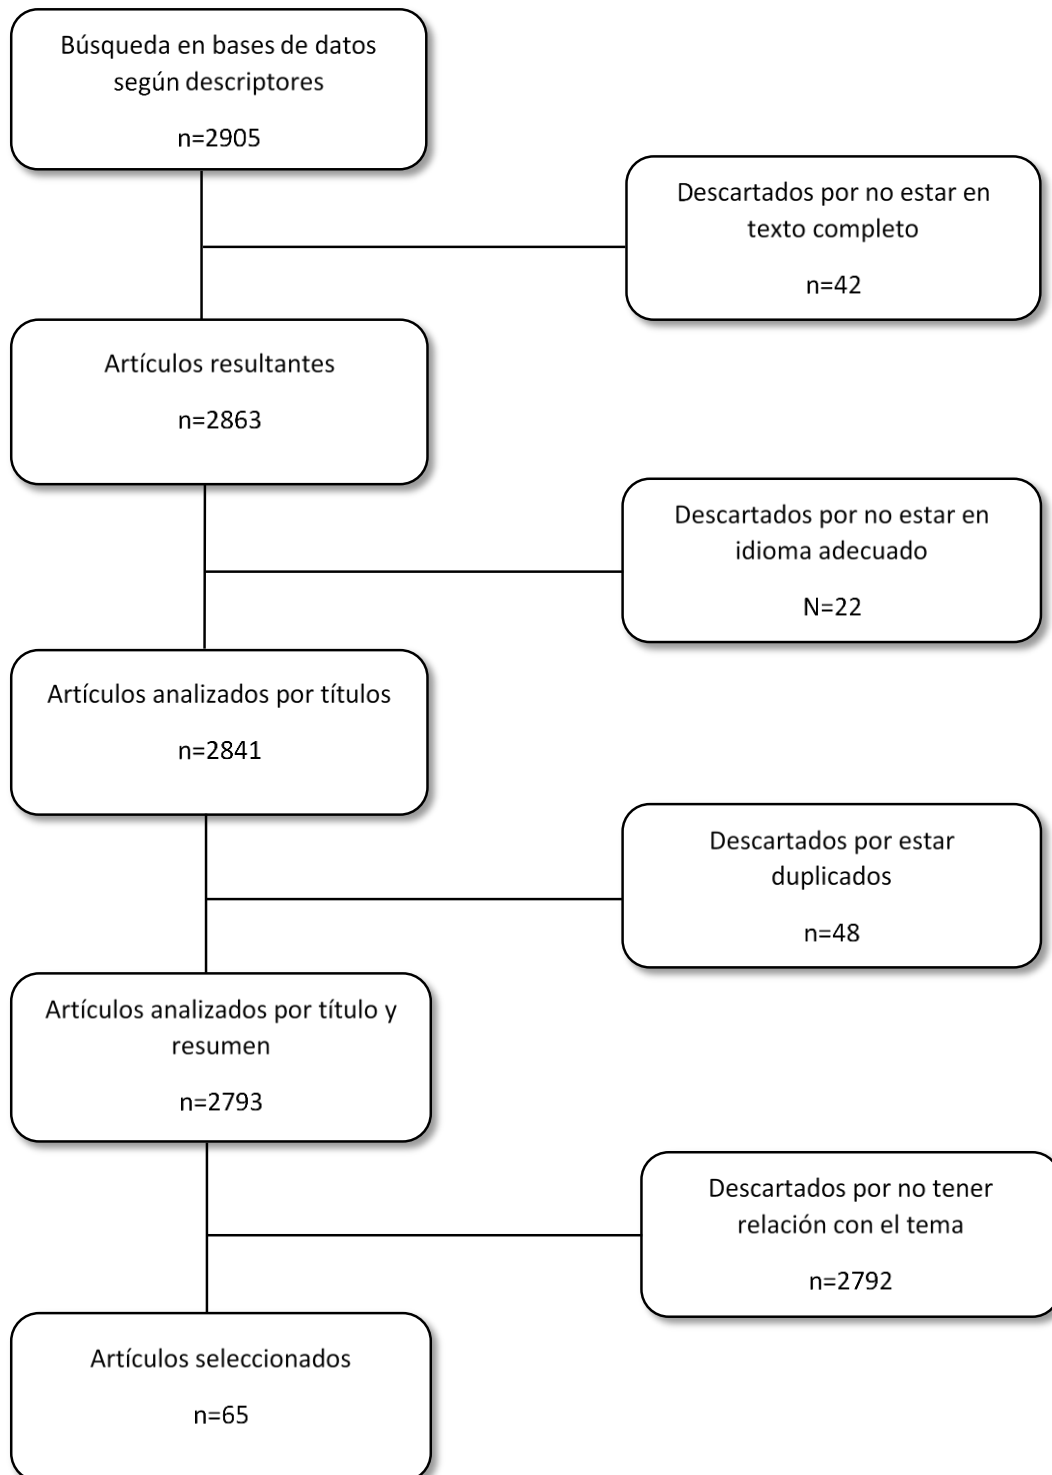 Búsqueda en bases de datos
según descriptores
n=2905
Descartados por no estar en
texto completo
n=42
Artículos resultantes
n=2863
Descartados por no estar en
idioma adecuado
N=22
Artículos analizados por títulos
n=2841
Descartados por estar
duplicados
n=48
Artículos analizados por título y
resumen
n=2793
Descartados por no tener
relación con el tema
n=2792
Artículos seleccionados
n=65